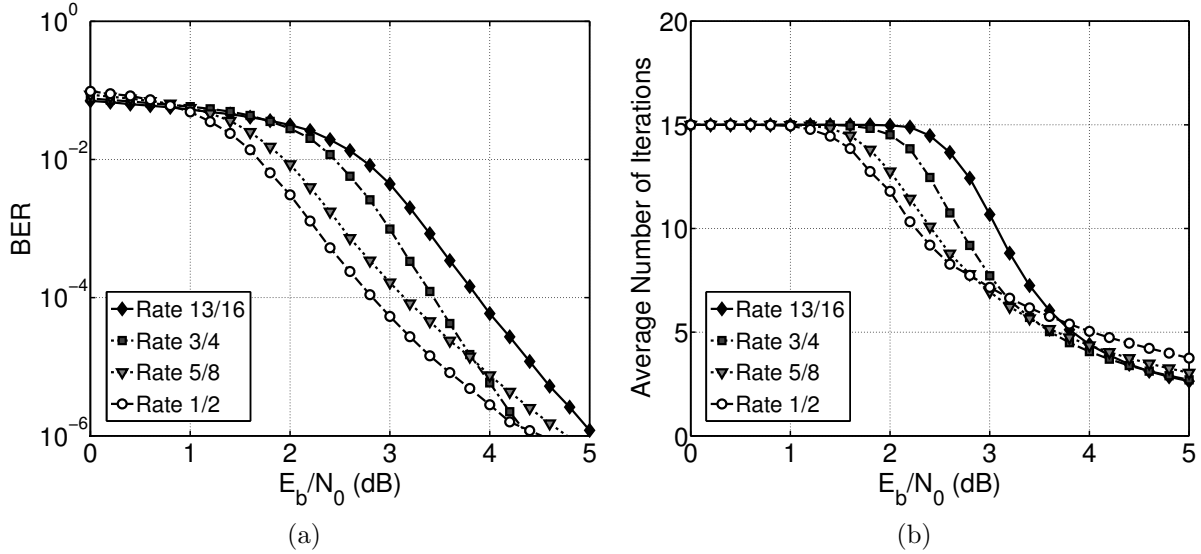 10^0
10^-2
10^-4
10^-6
BER
0 1 2 3 4 5
E_b/N_0 (dB)
Rate 13/16
Rate 3/4
Rate 5/8
Rate 1/2
(a)
20
15
10
5
0
Average Number of Iterations
0 1 2 3 4 5
E_b/N_0 (dB)
Rate 13/16
Rate 3/4
Rate 5/8
Rate 1/2
(b)